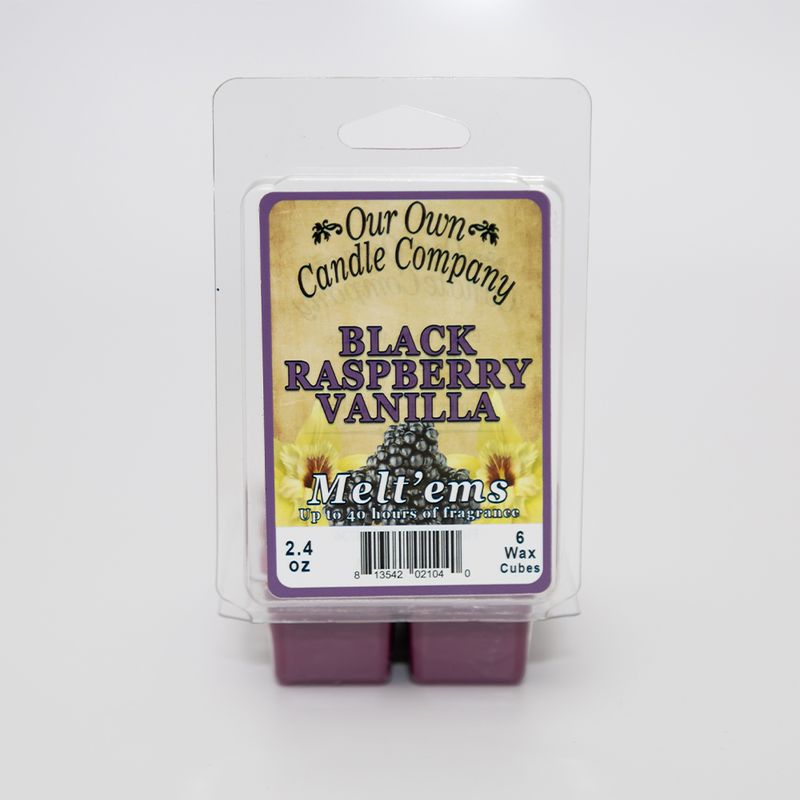 Our Own
Candle Company
BLACK
RASPBERRY
VANILLA
Melt'ems
Up to 40 hours of fragrance
2.4
oz
8 13542 02104 0
6
Wax
Cubes